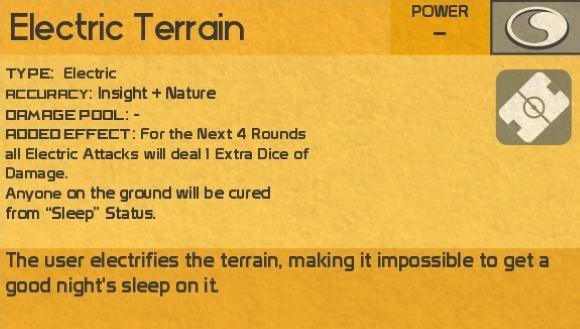 Electric Terrain
POWER
–
TYPE: Electric
ACCURACY: Insight + Nature
DAMAGE POOL: -
ADDED EFFECT: For the Next 4 Rounds
all Electric Attacks will deal 1 Extra Dice of
Damage.
Anyone on the ground will be cured
from “Sleep” Status.
The user electrifies the terrain, making it impossible to get a
good night's sleep on it.